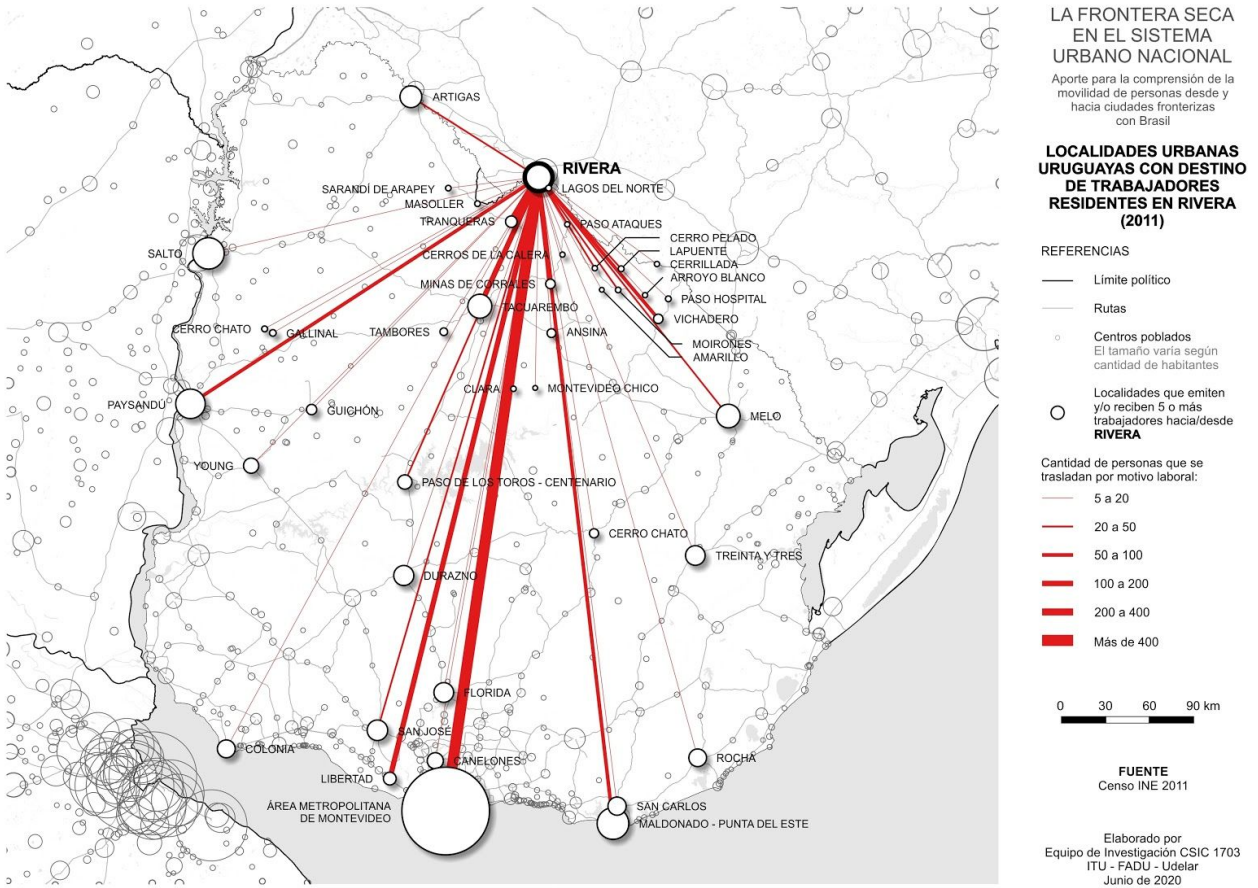 ARTIGAS
RIVERA
SARANDÍ DE ARAPEY
LAGOS DEL NORTE
MASOLLER
TRANQUERAS
PASO ATAQUES
CERRO PELADO
LAPUENTE
SALTO
CERROS DE LA CALERA
CERRILLADA
ARROYO BLANCO
MINAS DE CORRALES
PASO HOSPITAL
TACUAREMBÓ
VICHADERO
CERRO CHATO
GALLINAL
TAMBORES
ANSINA
MOIRONES
AMARILLO
CLARA
MONTEVIDEO CHICO
PAYSANDÚ
GUICHÓN
MELO
YOUNG
PASO DE LOS TOROS - CENTENARIO
CERRO CHATO
TREINTA Y TRES
DURAZNO
FLORIDA
SAN JOSÉ
COLONIA
CANELONES
ROCHA
LIBERTAD
ÁREA METROPOLITANA
DE MONTEVIDEO
SAN CARLOS
MALDONADO - PUNTA DEL ESTE
LA FRONTERA SECA
EN EL SISTEMA
URBANO NACIONAL
Aporte para la comprensión de la
movilidad de personas desde y
hacia ciudades fronterizas
con Brasil
LOCALIDADES URBANAS
URUGUAYAS CON DESTINO
DE TRABAJADORES
RESIDENTES EN RIVERA
(2011)
REFERENCIAS
Límite político
Rutas
Centros poblados
El tamaño varía según
cantidad de habitantes
Localidades que emiten
y/o reciben 5 o más
trabajadores hacia/desde
RIVERA
Cantidad de personas que se
trasladan por motivo laboral:
5 a 20
20 a 50
50 a 100
100 a 200
200 a 400
Más de 400
0 30 60 90 km
FUENTE
Censo INE 2011
Elaborado por
Equipo de Investigación CSIC 1703
ITU - FADU - Udelar
Junio de 2020